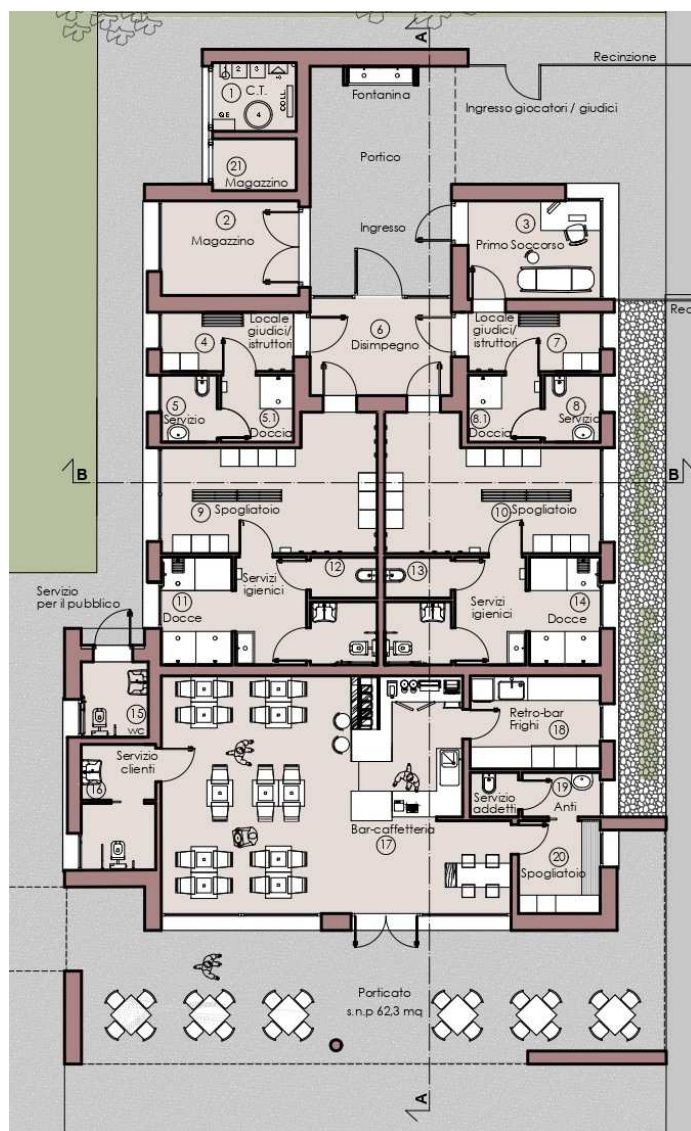 A
Recinzione
1
2
3
C.T.
QE
4
COLL.
Fontanina
Ingresso giocatori / giudici
21
Magazzino
Portico
2
Magazzino
Ingresso
3
Primo Soccorso
Rec
4
Locale
giudici/
istruttori
6
Disimpegno
Locale
giudici/
istruttori
7
5
Servizio
5.1
Doccia
8.1
Doccia
8
Servizio
B
B
9
Spogliatoio
10
Spogliatoio
12
13
Servizi
igienici
11
Docce
Servizi
igienici
14
Docce
Servizio
per il pubblico
15
wc
Retro-bar
Frighi
18
Servizio
clienti
16
Servizio
addetti
19
Anti
Bar-caffetteria
17
20
Spogliatoio
Porticato
s.n.p 62,3 mq
A